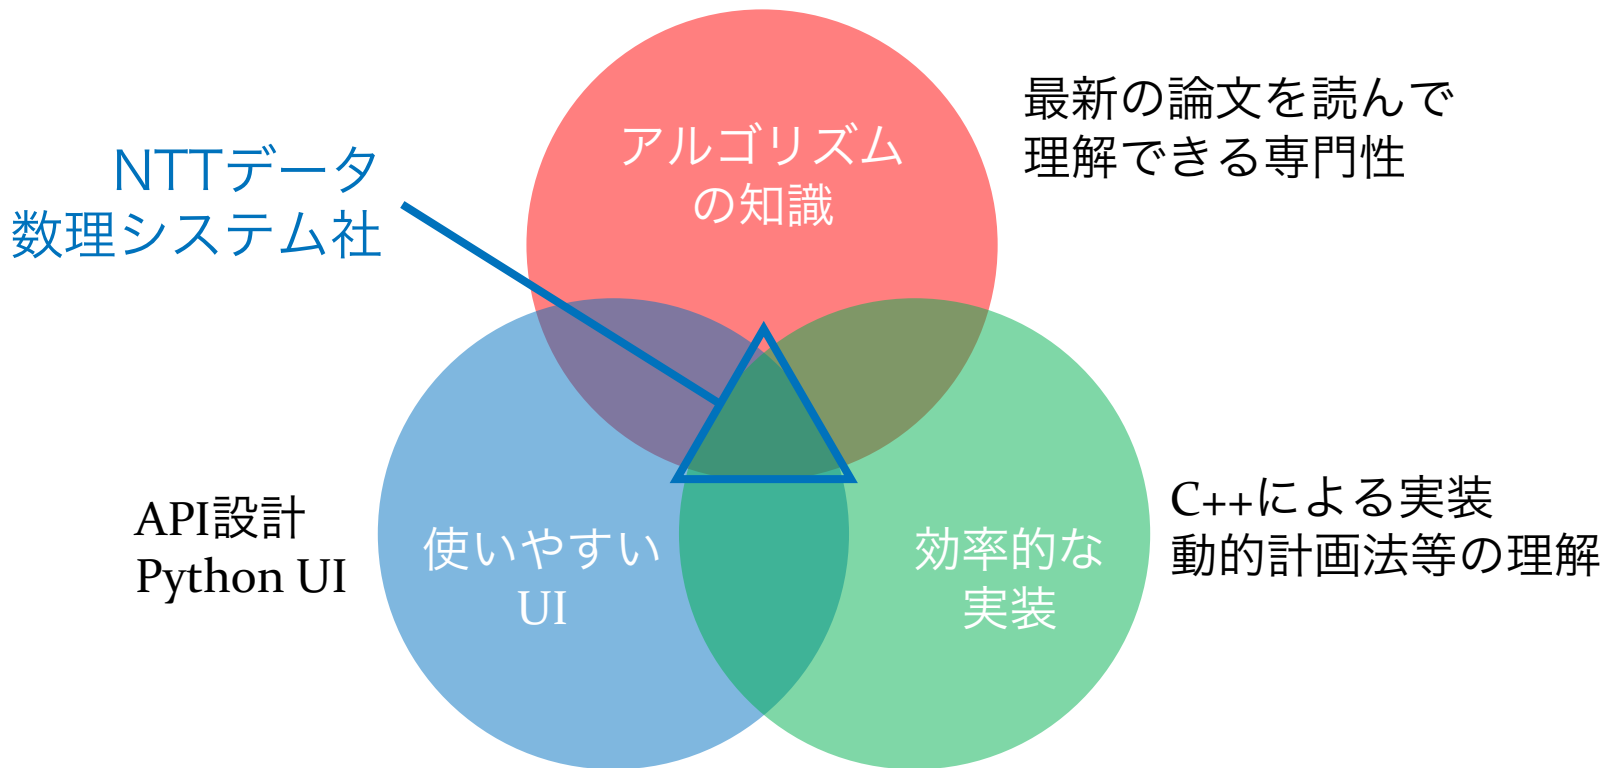 アルゴリズム
の知識
最新の論文を読んで
理解できる専門性
NTTデータ
数理システム社
API設計
Python UI
使いやすい
UI
効率的な
実装
C++による実装
動的計画法等の理解